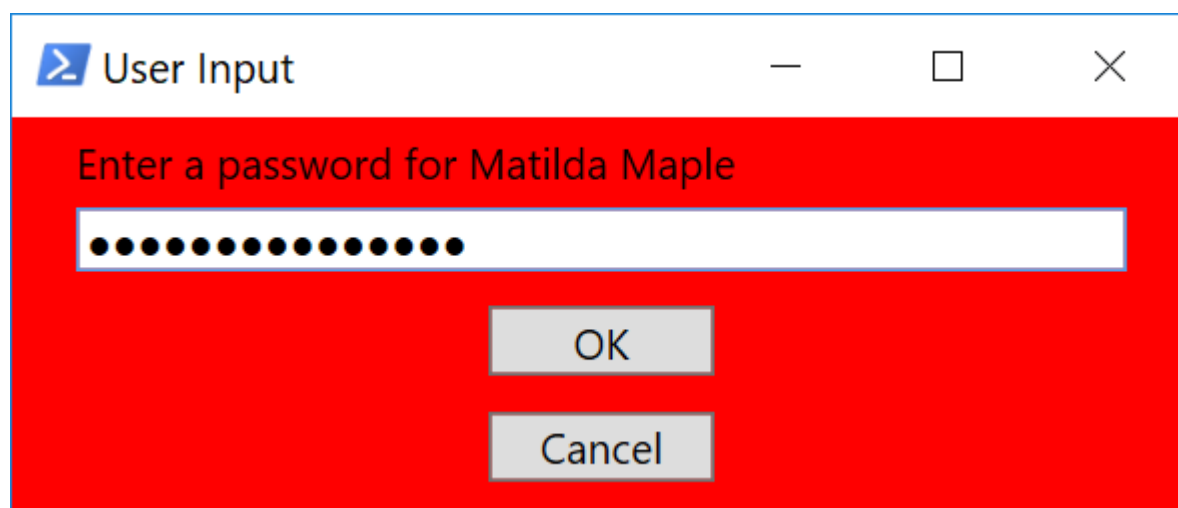 User Input
Enter a password for Matilda Maple
●●●●●●●●●●●●●●●
OK
Cancel